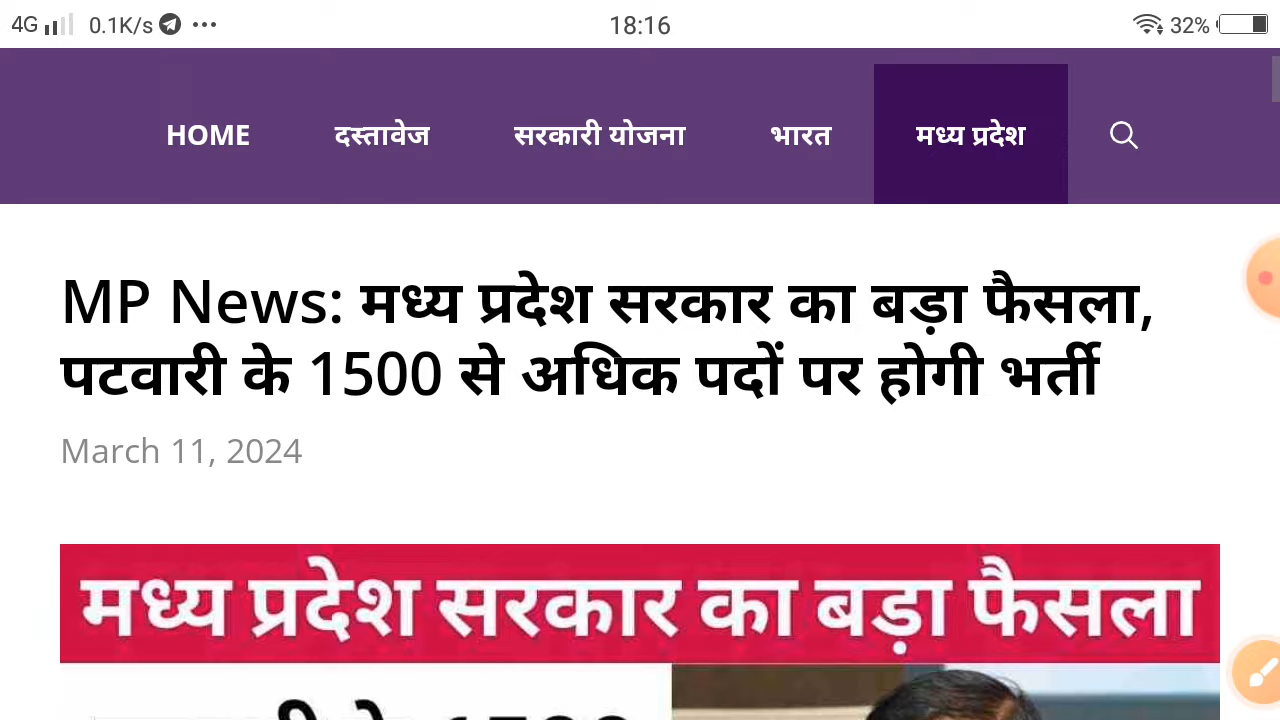 4G 0.1K/s ••• 18:16 32%
HOME दस्तावेज सरकारी योजना भारत मध्य प्रदेश
MP News: मध्य प्रदेश सरकार का बड़ा फैसला,
पटवारी के 1500 से अधिक पदों पर होगी भर्ती
March 11, 2024
मध्य प्रदेश सरकार का बड़ा फैसला